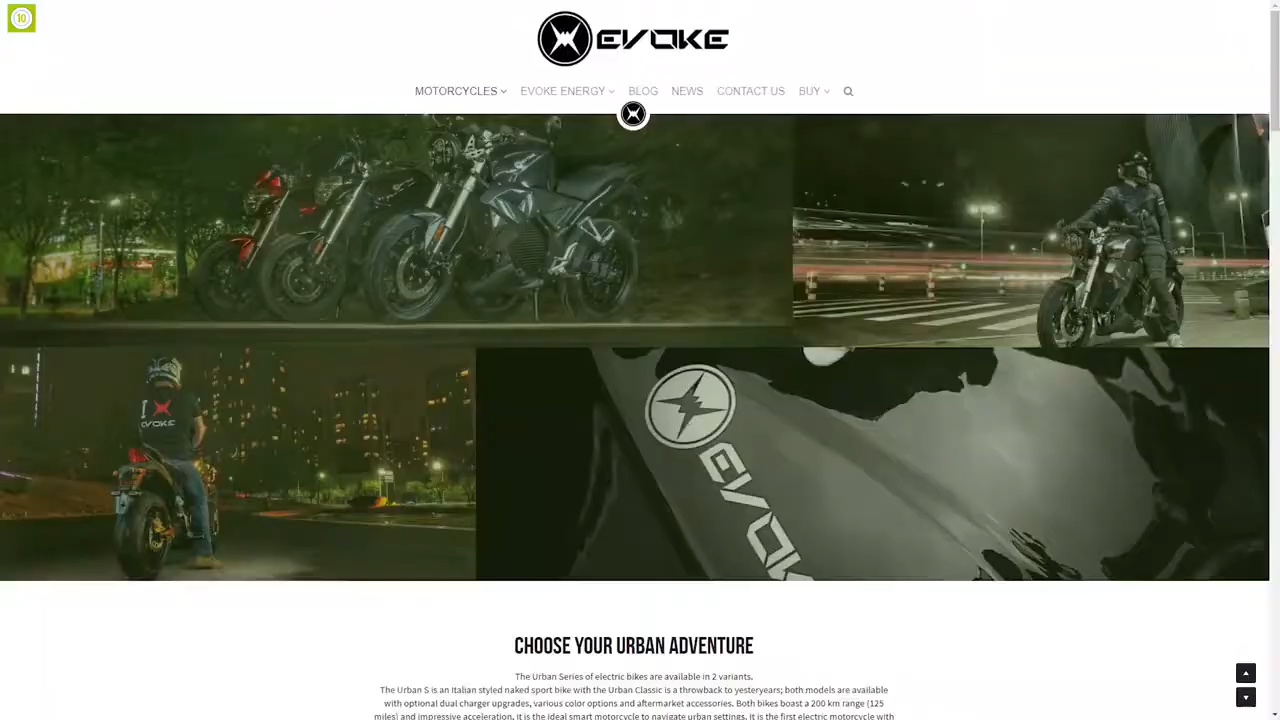 10
EVOKE
MOTORCYCLES EVOKE ENERGY BLOG NEWS CONTACT US BUY
I
EVOKE
EVOK
CHOOSE YOUR URBAN ADVENTURE
The Urban Series of electric bikes are available in 2 variants.
The Urban S is an Italian styled naked sport bike with the Urban Classic is a throwback to yesteryears; both models are available
with optional dual charger upgrades, various color options and aftermarket accessories. Both bikes boast a 200 km range (125
miles) and impressive acceleration, it is the ideal smart motorcycle to navigate urban settings. It is the first electric motorcycle with